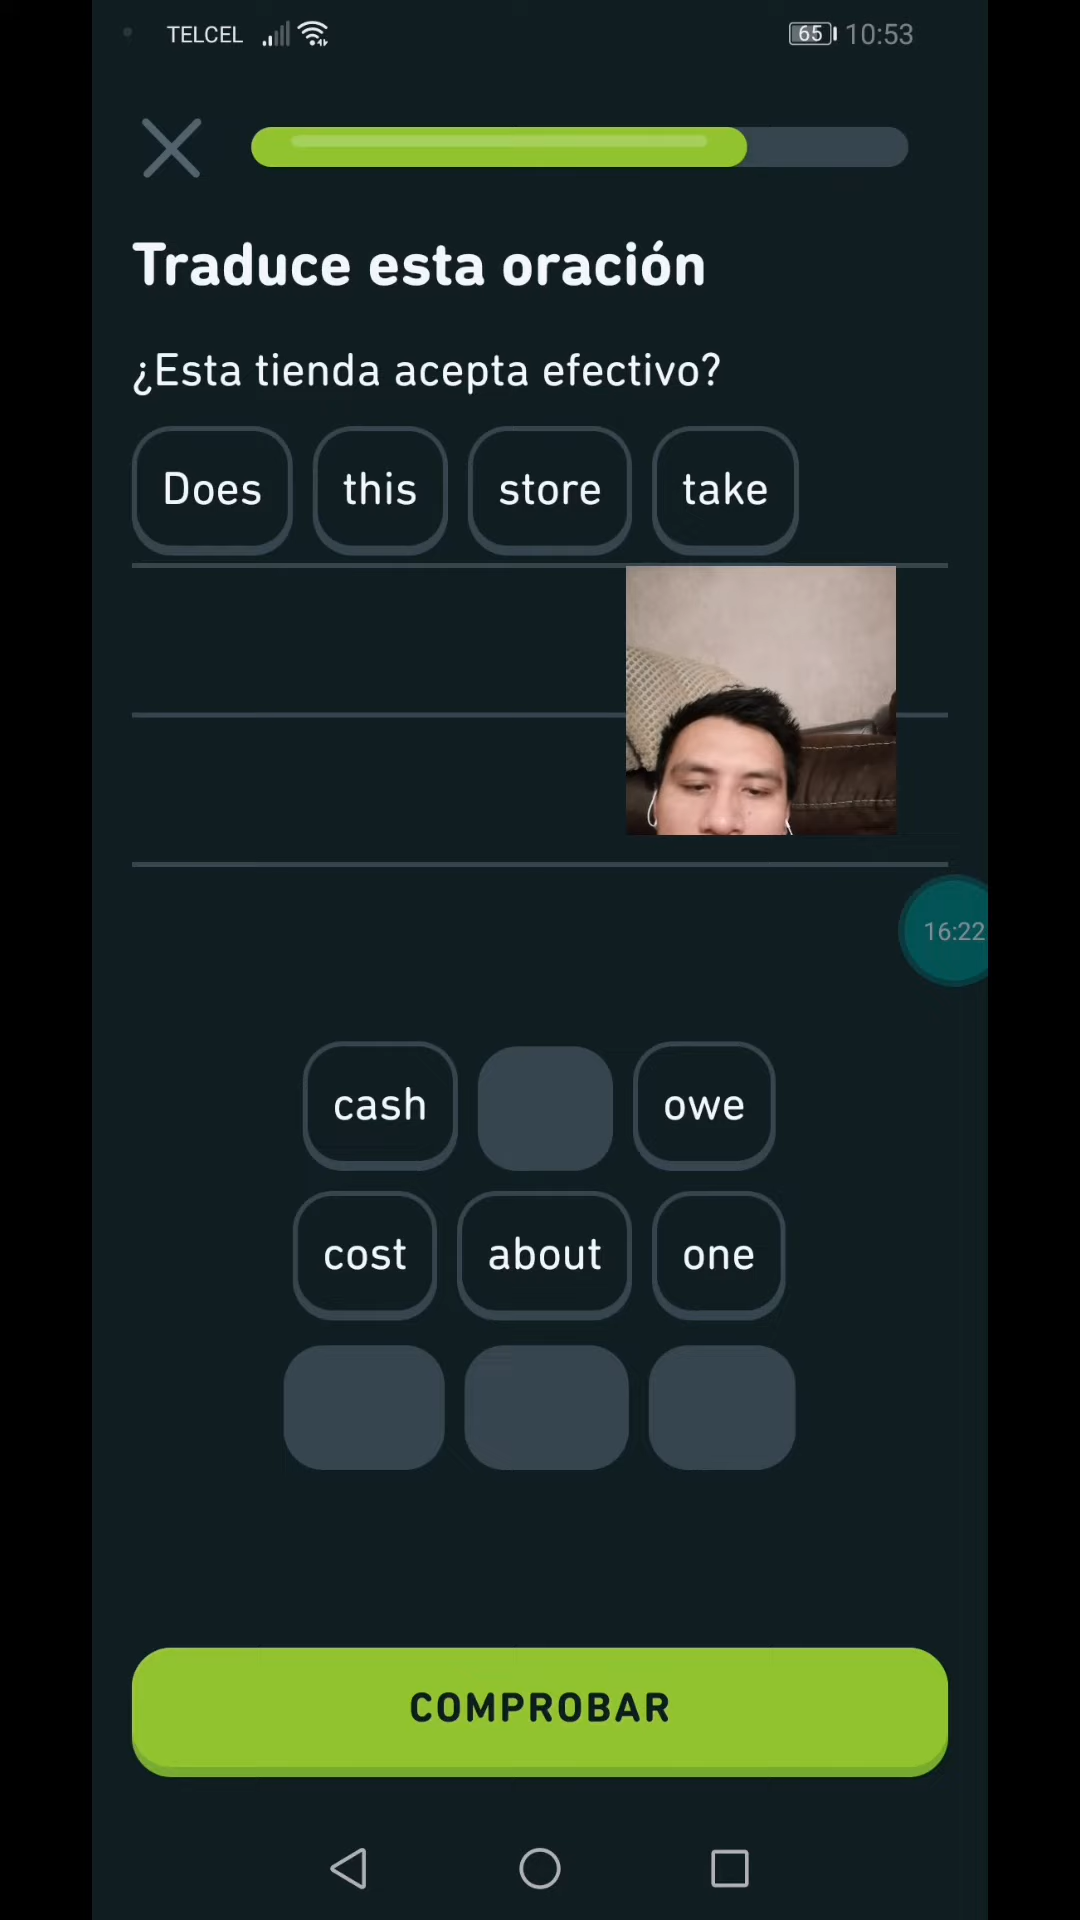 TELCEL 65 10:53
Traduce esta oración
¿Esta tienda acepta efectivo?
Does this store take
16:22
cash owe
cost about one
COMPROBAR